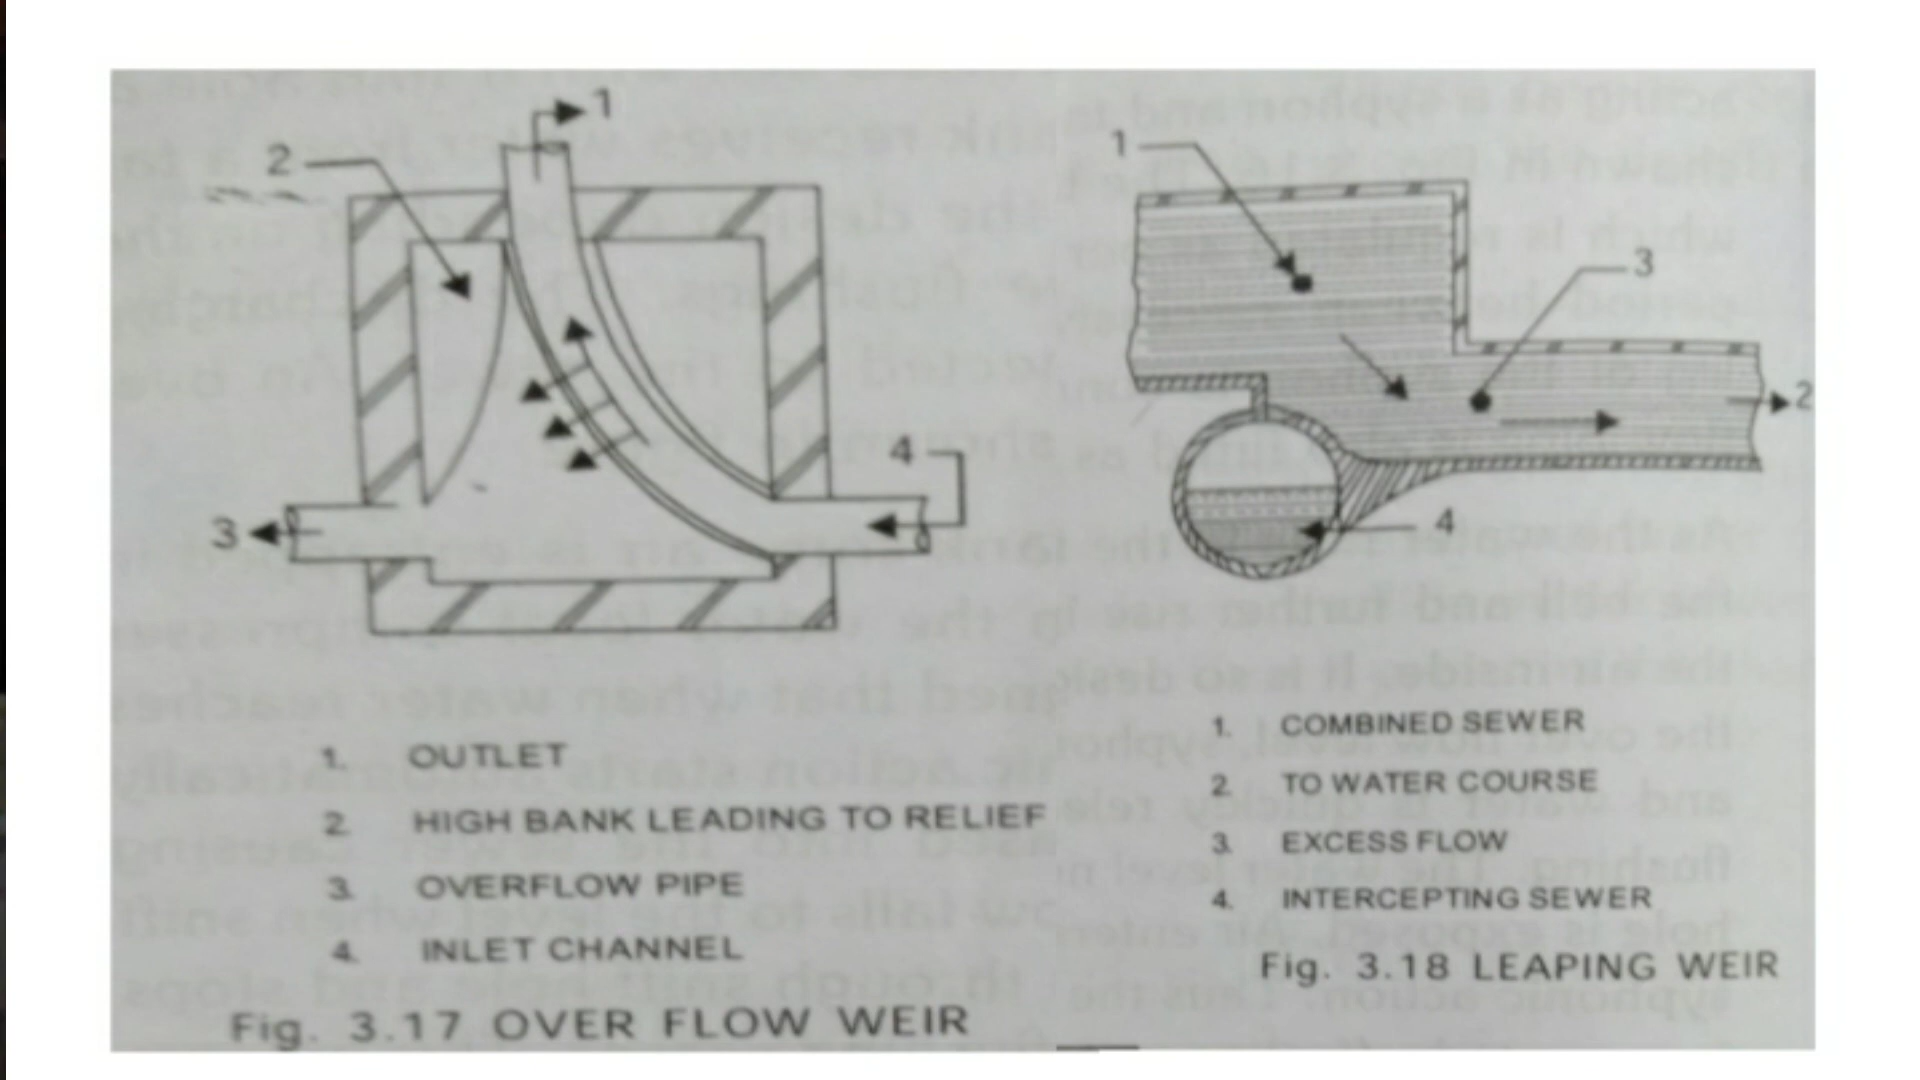 1
2
3
4
1. OUTLET
2. HIGH BANK LEADING TO RELIEF
3. OVERFLOW PIPE
4. INLET CHANNEL
Fig. 3.17 OVER FLOW WEIR
1
3
2
4
1. COMBINED SEWER
2. TO WATER COURSE
3. EXCESS FLOW
4. INTERCEPTING SEWER
Fig. 3.18 LEAPING WEIR